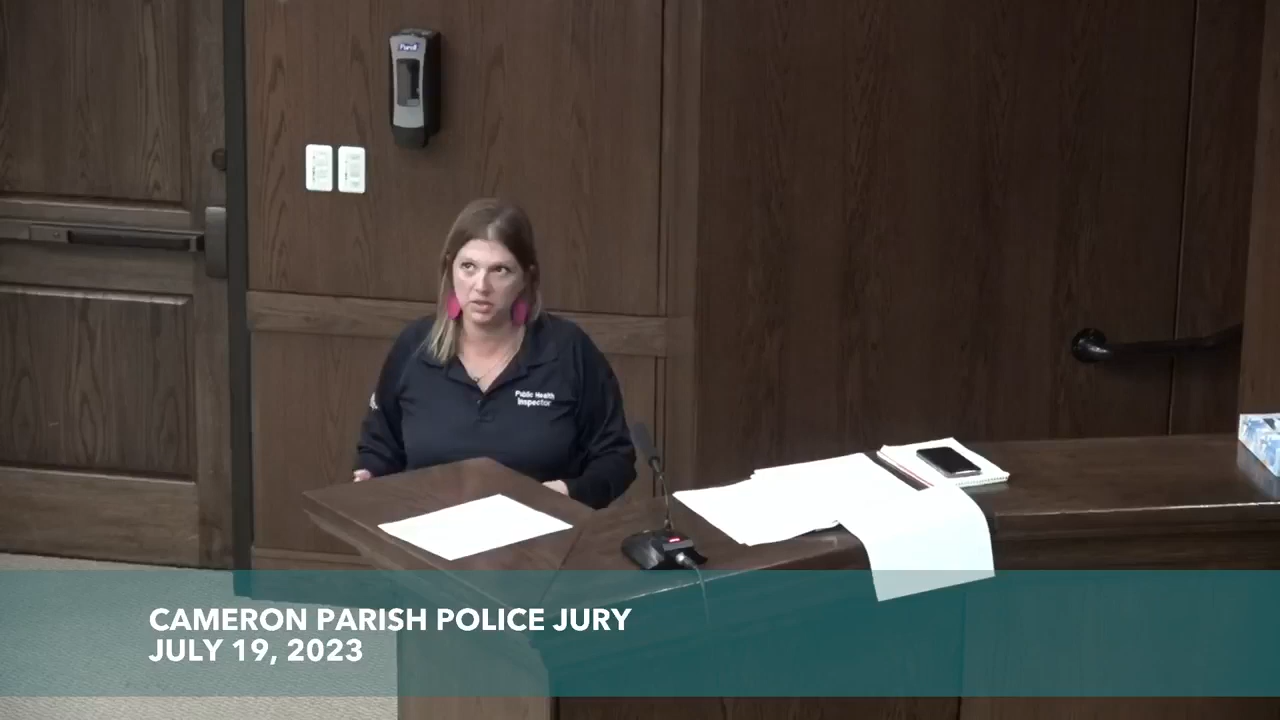 Purell
Public Health
Inspector
CAMERON PARISH POLICE JURY
JULY 19, 2023